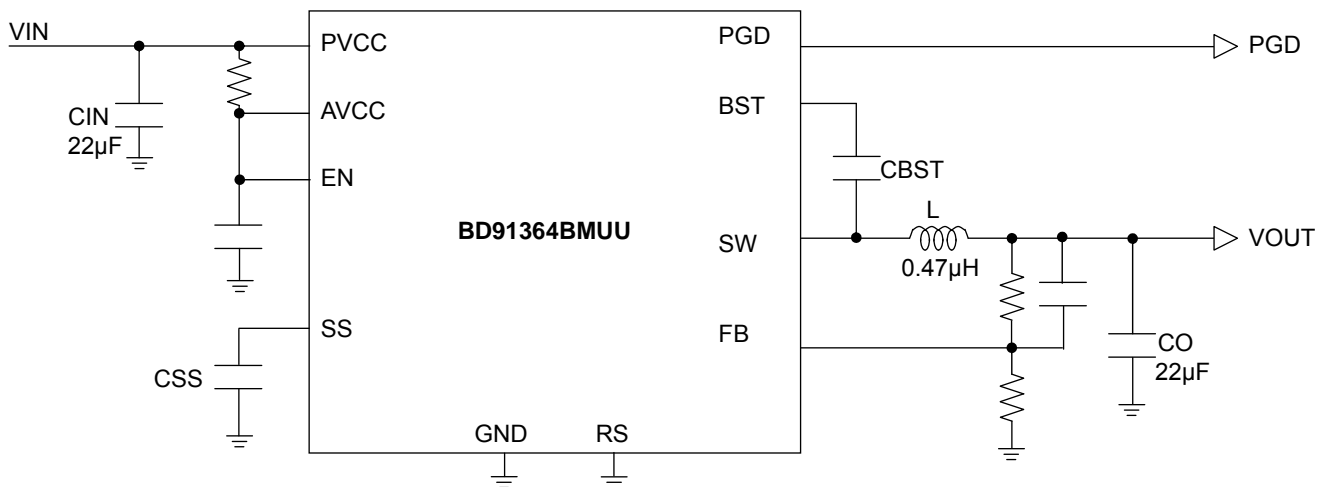 VIN
PVCC
PGD
PGD
AVCC
BST
CIN
22µF
EN
CBST
BD91364BMUU
SW
L
0.47µH
VOUT
SS
FB
CSS
CO
22µF
GND
RS